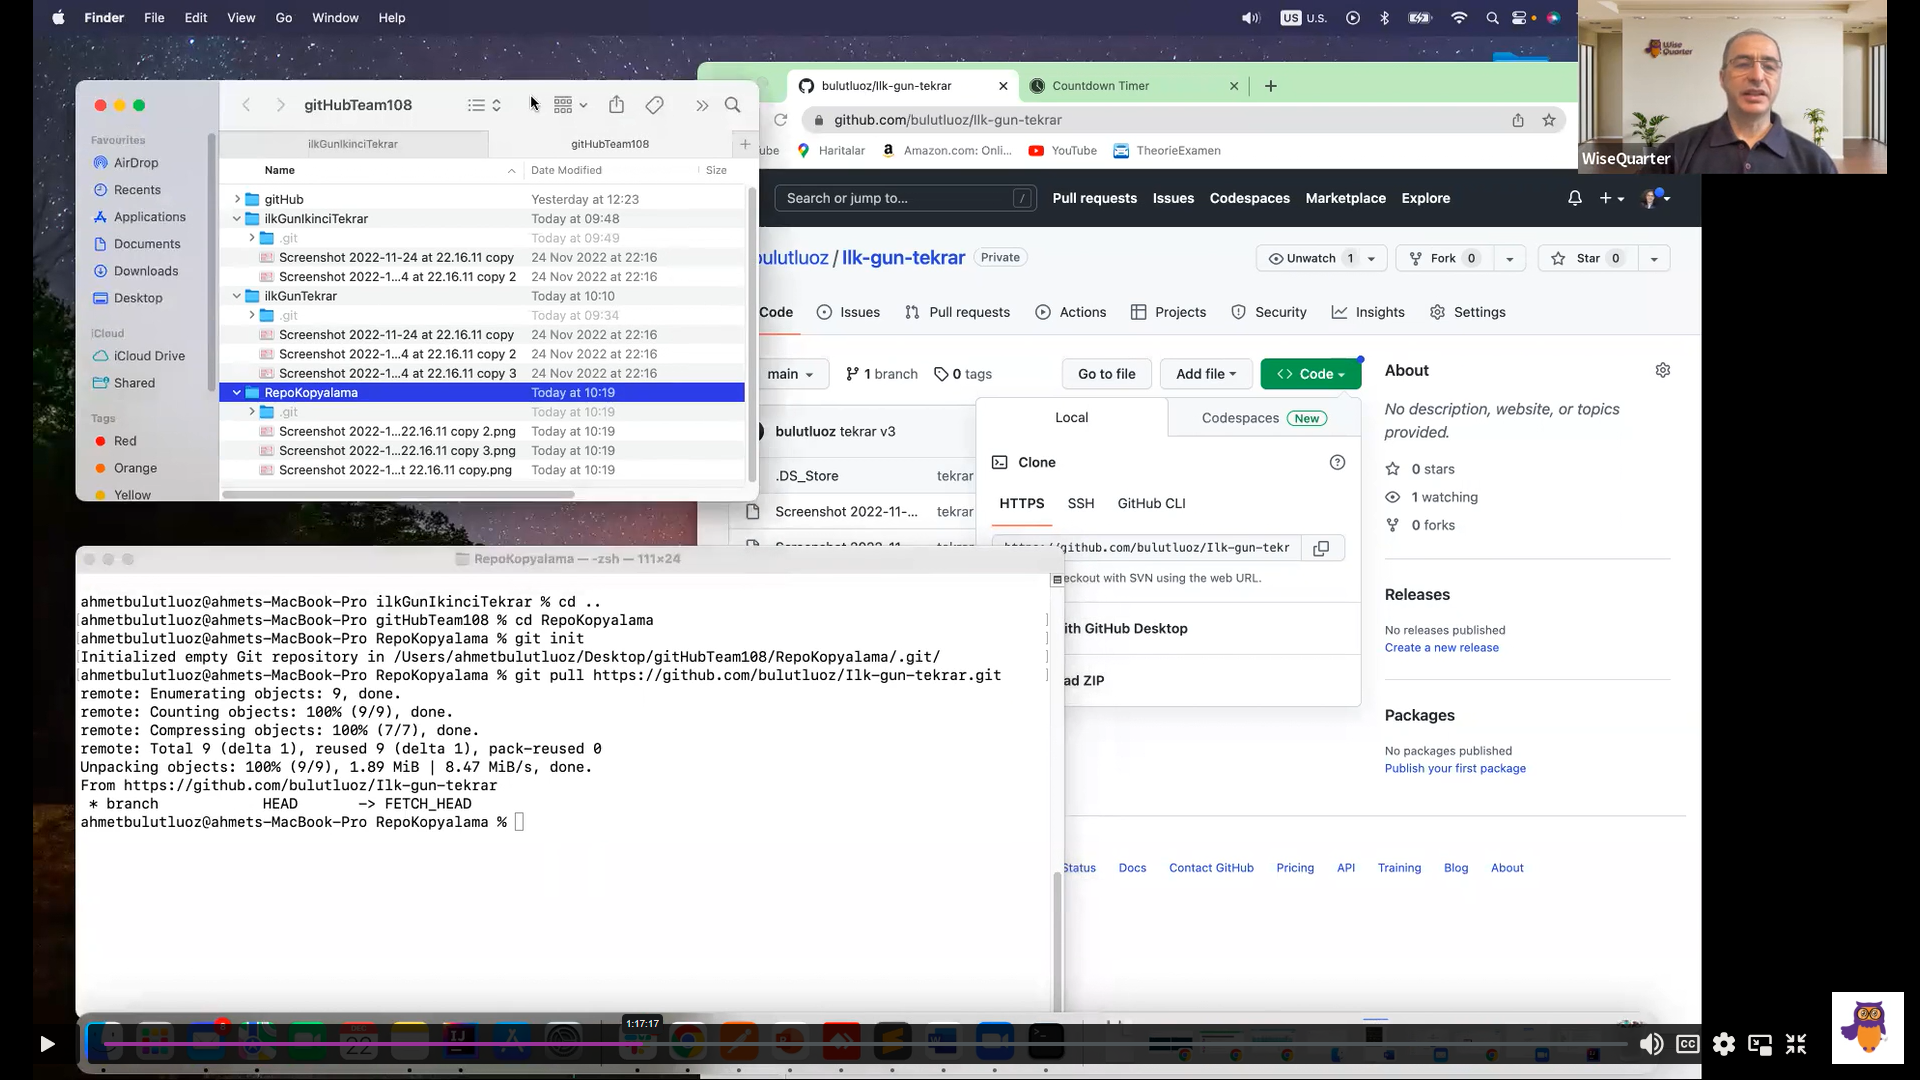 Finder File Edit View Go Window Help
US U.S.
gitHubTeam108
ilkGunIkinciTekrar gitHubTeam108
Name Date Modified Size
Favourites
AirDrop
Recents
Applications
Documents
Downloads
Desktop
iCloud
iCloud Drive
Shared
Tags
Red
Orange
Yellow
gitHub Yesterday at 12:23
ilkGunIkinciTekrar Today at 09:48
.git Today at 09:49
Screenshot 2022-11-24 at 22.16.11 copy 24 Nov 2022 at 22:16
Screenshot 2022-1...4 at 22.16.11 copy 2 24 Nov 2022 at 22:16
ilkGunTekrar Today at 10:10
.git Today at 09:34
Screenshot 2022-11-24 at 22.16.11 copy 24 Nov 2022 at 22:16
Screenshot 2022-1...4 at 22.16.11 copy 2 24 Nov 2022 at 22:16
Screenshot 2022-1...4 at 22.16.11 copy 3 24 Nov 2022 at 22:16
RepoKopyalama Today at 10:19
.git Today at 10:19
Screenshot 2022-1...22.16.11 copy 2.png Today at 10:19
Screenshot 2022-1...22.16.11 copy 3.png Today at 10:19
Screenshot 2022-1...t 22.16.11 copy.png Today at 10:19
bulutluoz/Ilk-gun-tekrar Countdown Timer
github.com/bulutluoz/Ilk-gun-tekrar
ube Haritalar Amazon.com: Onli... YouTube TheorieExamen
Wise Quarter
WiseQuarter
Search or jump to... / Pull requests Issues Codespaces Marketplace Explore
bulutluoz / Ilk-gun-tekrar Private Unwatch 1 Fork 0 Star 0
Code Issues Pull requests Actions Projects Security Insights Settings
main 1 branch 0 tags Go to file Add file Code
bulutluoz tekrar v3
.DS_Store tekrar
Screenshot 2022-11-... tekrar
Local Codespaces New
Clone
HTTPS SSH GitHub CLI
https://github.com/bulutluoz/Ilk-gun-tekr
eckout with SVN using the web URL.
ith GitHub Desktop
ad ZIP
About
No description, website, or topics
provided.
0 stars
1 watching
0 forks
Releases
No releases published
Create a new release
Packages
No packages published
Publish your first package
Status Docs Contact GitHub Pricing API Training Blog About
RepoKopyalama — -zsh — 111×24
ahmetbulutluoz@ahmets-MacBook-Pro ilkGunIkinciTekrar % cd ..
ahmetbulutluoz@ahmets-MacBook-Pro gitHubTeam108 % cd RepoKopyalama
ahmetbulutluoz@ahmets-MacBook-Pro RepoKopyalama % git init
Initialized empty Git repository in /Users/ahmetbulutluoz/Desktop/gitHubTeam108/RepoKopyalama/.git/
ahmetbulutluoz@ahmets-MacBook-Pro RepoKopyalama % git pull https://github.com/bulutluoz/Ilk-gun-tekrar.git
remote: Enumerating objects: 9, done.
remote: Counting objects: 100% (9/9), done.
remote: Compressing objects: 100% (7/7), done.
remote: Total 9 (delta 1), reused 9 (delta 1), pack-reused 0
Unpacking objects: 100% (9/9), 1.89 MiB | 8.47 MiB/s, done.
From https://github.com/bulutluoz/Ilk-gun-tekrar
* branch HEAD -> FETCH_HEAD
ahmetbulutluoz@ahmets-MacBook-Pro RepoKopyalama %
1:17:17
DEC
22
CC